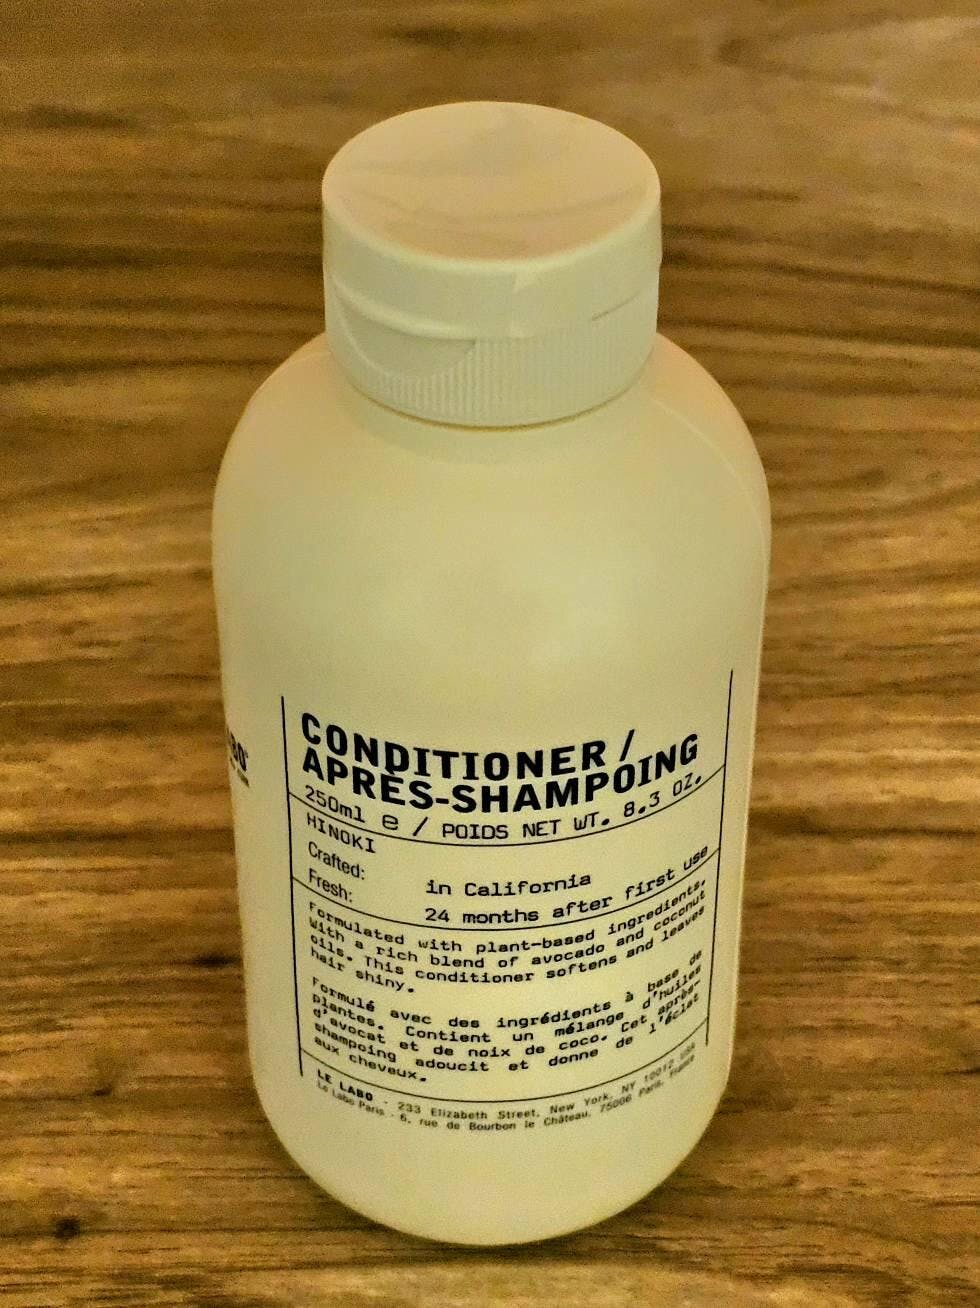 CONDITIONER /
APRÈS-SHAMPOING
250ml e / POIDS NET WT. 8.3 OZ.
HINOKI
Crafted: in California
Fresh: 24 months after first use
Formulated with plant-based ingredients.
With a rich blend of avocado and coconut
oils. This conditioner softens and leaves
hair shiny.
Formulé avec des ingrédients à base de
plantes. Contient un mélange d'huiles
d'avocat et de noix de coco. Cet après-
shampoing adoucit et donne de l'éclat
aux cheveux.
LE LABO - 233 Elizabeth Street, New York, NY 10012 USA
Le Labo Paris - 6, rue de Bourbon le Château, 75006 Paris, France